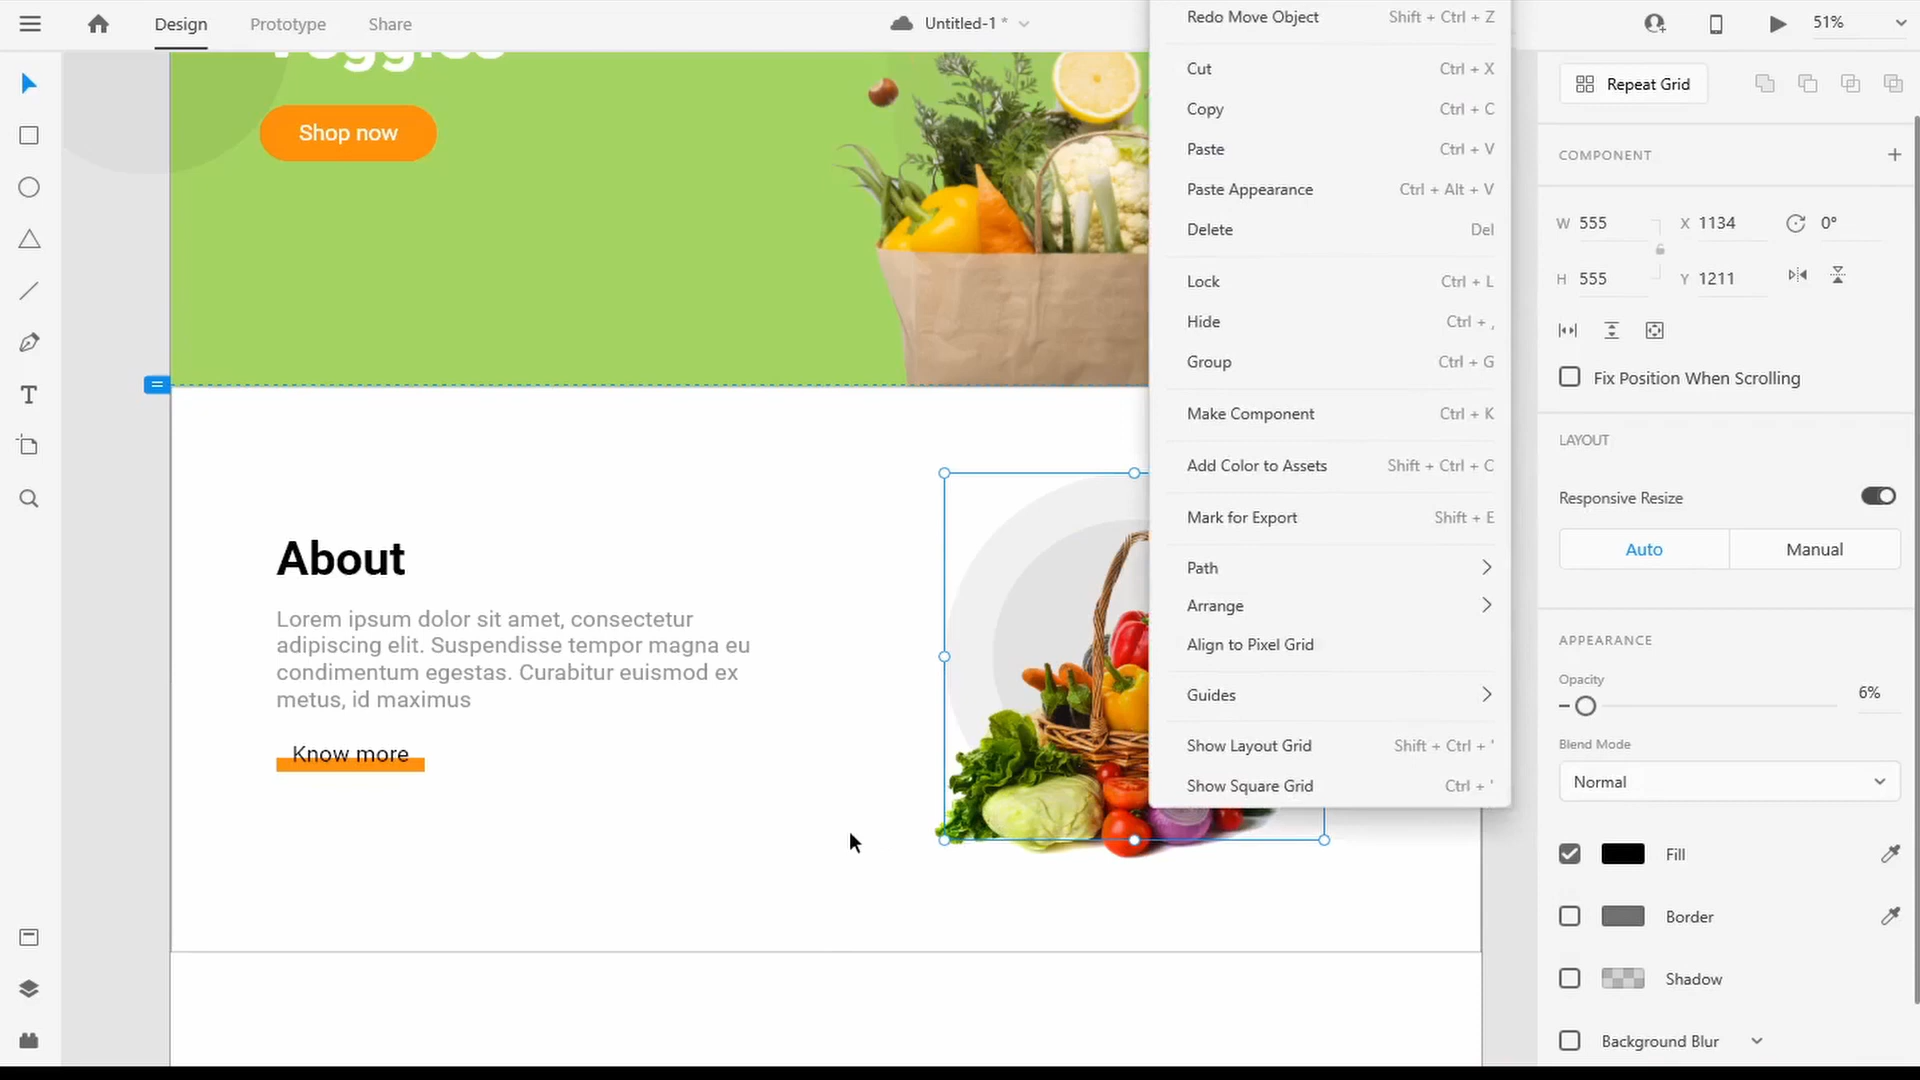 Design
Prototype
Share
Untitled-1 *
51%
Veggies
Shop now
About
Lorem ipsum dolor sit amet, consectetur
adipiscing elit. Suspendisse tempor magna eu
condimentum egestas. Curabitur euismod ex
metus, id maximus
Know more
Redo Move Object Shift + Ctrl + Z
Cut Ctrl + X
Copy Ctrl + C
Paste Ctrl + V
Paste Appearance Ctrl + Alt + V
Delete Del
Lock Ctrl + L
Hide Ctrl + ,
Group Ctrl + G
Make Component Ctrl + K
Add Color to Assets Shift + Ctrl + C
Mark for Export Shift + E
Path
Arrange
Align to Pixel Grid
Guides
Show Layout Grid Shift + Ctrl + '
Show Square Grid Ctrl + '
Repeat Grid
COMPONENT
W 555 X 1134 0°
H 555 Y 1211
Fix Position When Scrolling
LAYOUT
Responsive Resize
Auto Manual
APPEARANCE
Opacity
6%
Blend Mode
Normal
Fill
Border
Shadow
Background Blur